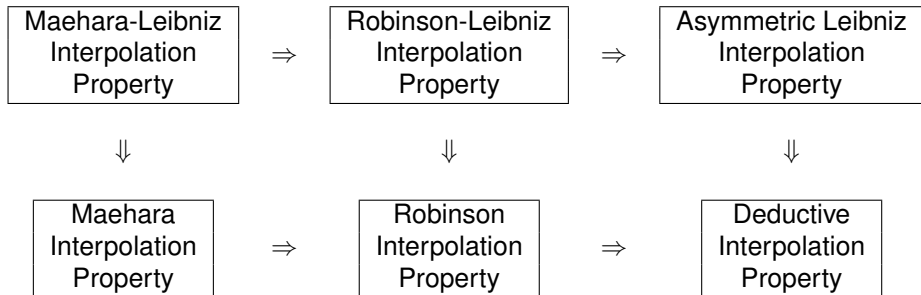 Maehara-Leibniz
Interpolation
Property
⇒
Robinson-Leibniz
Interpolation
Property
⇒
Asymmetric Leibniz
Interpolation
Property
⇓
⇓
⇓
Maehara
Interpolation
Property
⇒
Robinson
Interpolation
Property
⇒
Deductive
Interpolation
Property